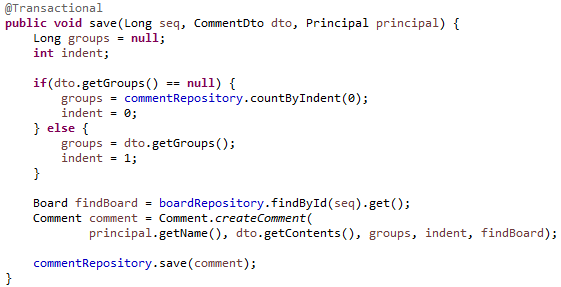 @Transactional
public void save(Long seq, CommentDto dto, Principal principal) {
    Long groups = null;
    int indent;

    if(dto.getGroups() == null) {
        groups = commentRepository.countByIndent(0);
        indent = 0;
    } else {
        groups = dto.getGroups();
        indent = 1;
    }

    Board findBoard = boardRepository.findById(seq).get();
    Comment comment = Comment.createComment(
            principal.getName(), dto.getContents(), groups, indent, findBoard);

    commentRepository.save(comment);
}